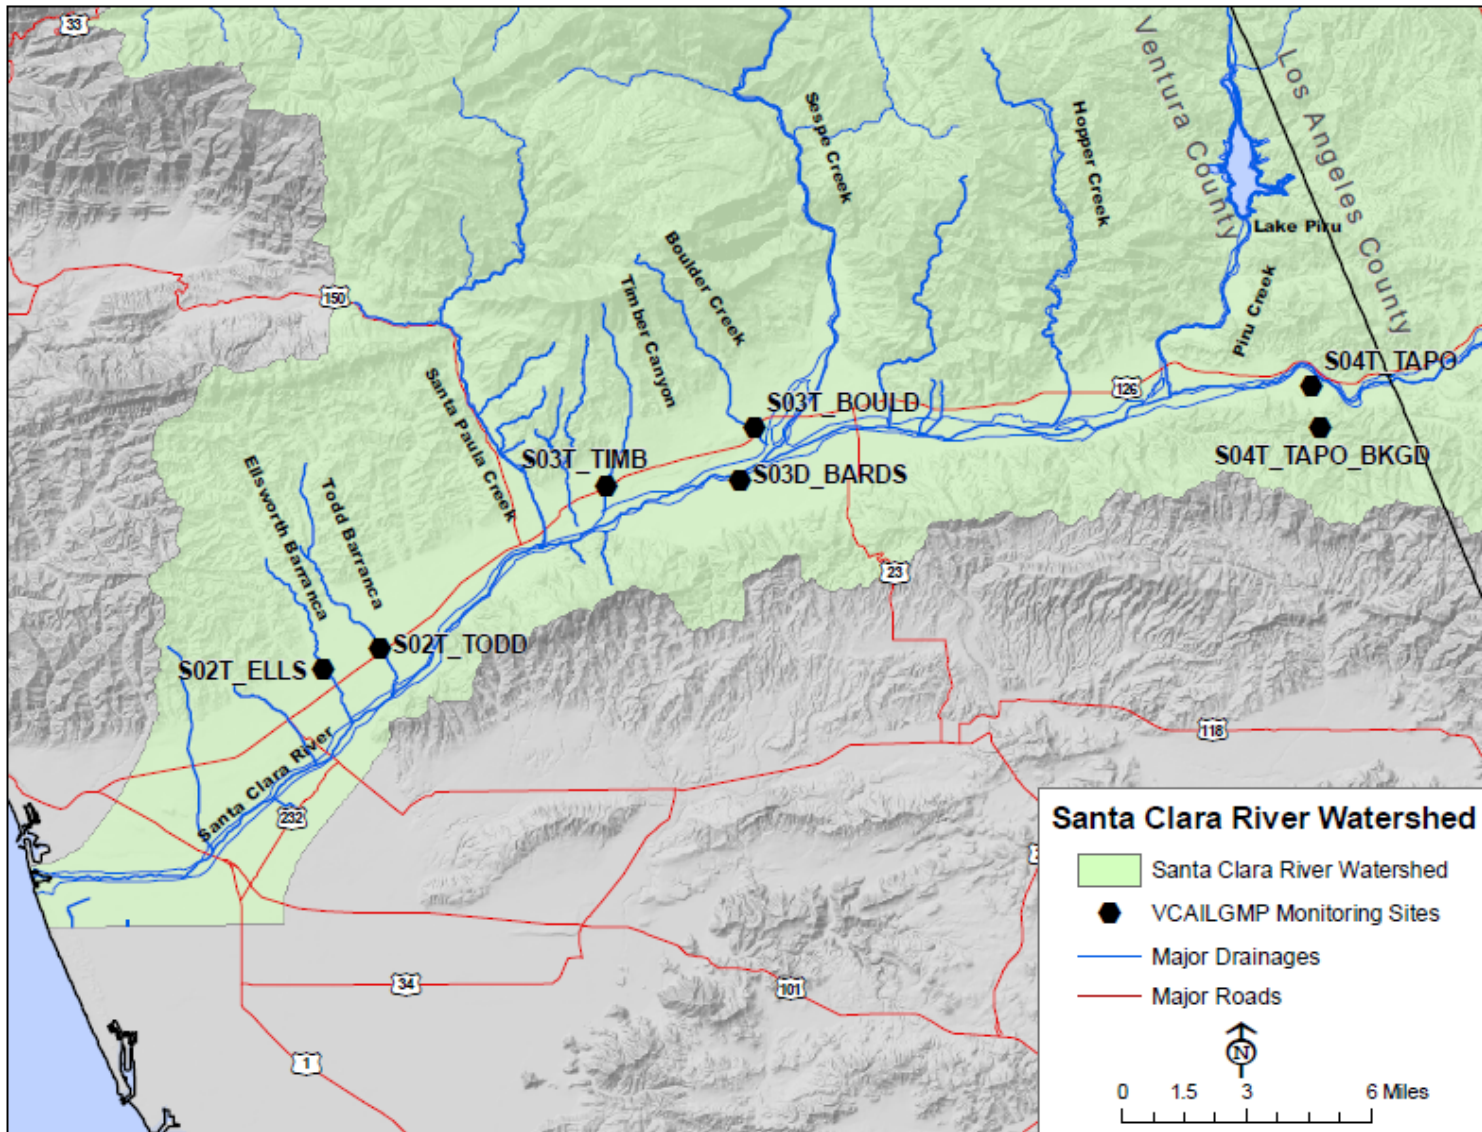 33
Ventura County
Los Angeles County
Sespe Creek
Hopper Creek
Lake Piru
Boulder Creek
Timber Canyon
150
Piru Creek
S04T_TAPO
Santa Paula Creek
126
S03T_BOULD
S04T_TAPO_BKGD
S03T_TIMB
S03D_BARDS
Ellsworth Barranca
Todd Barranca
23
S02T_TODD
S02T_ELLS
118
Santa Clara River
232
34
101
1
Santa Clara River Watershed
Santa Clara River Watershed
VCAILGMP Monitoring Sites
Major Drainages
Major Roads
N
0 1.5 3 6 Miles